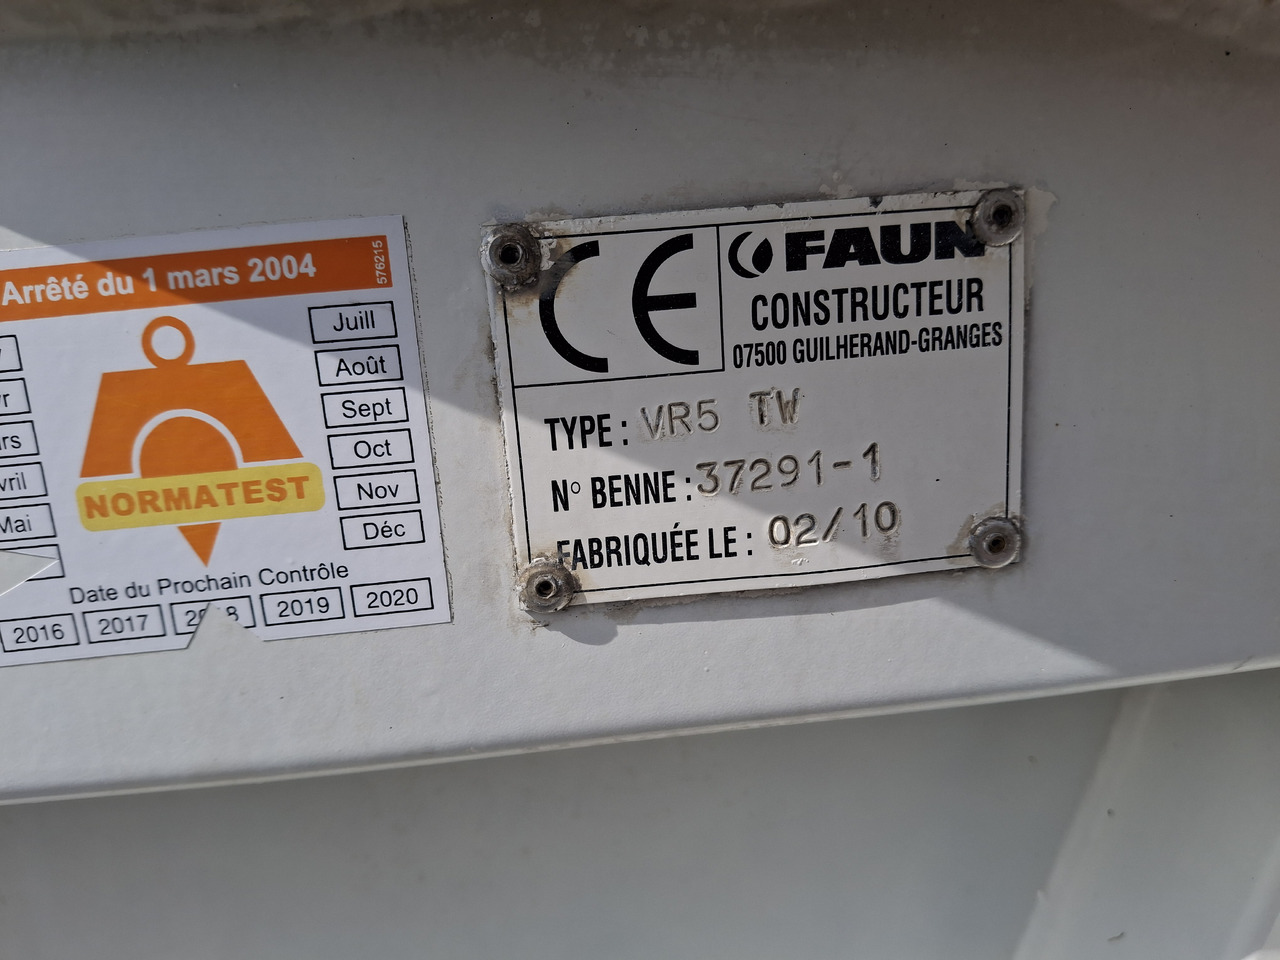 Arrêté du 1 mars 2004
576215
Juill
Août
Sept
Oct
Nov
Déc
Mai
NORMATEST
Date du Prochain Contrôle
2016 2017 2019 2020
CE
FAUN
CONSTRUCTEUR
07500 GUILHERAND-GRANGES
TYPE : VR5 TW
N° BENNE : 37291-1
FABRIQUÉE LE : 02/10